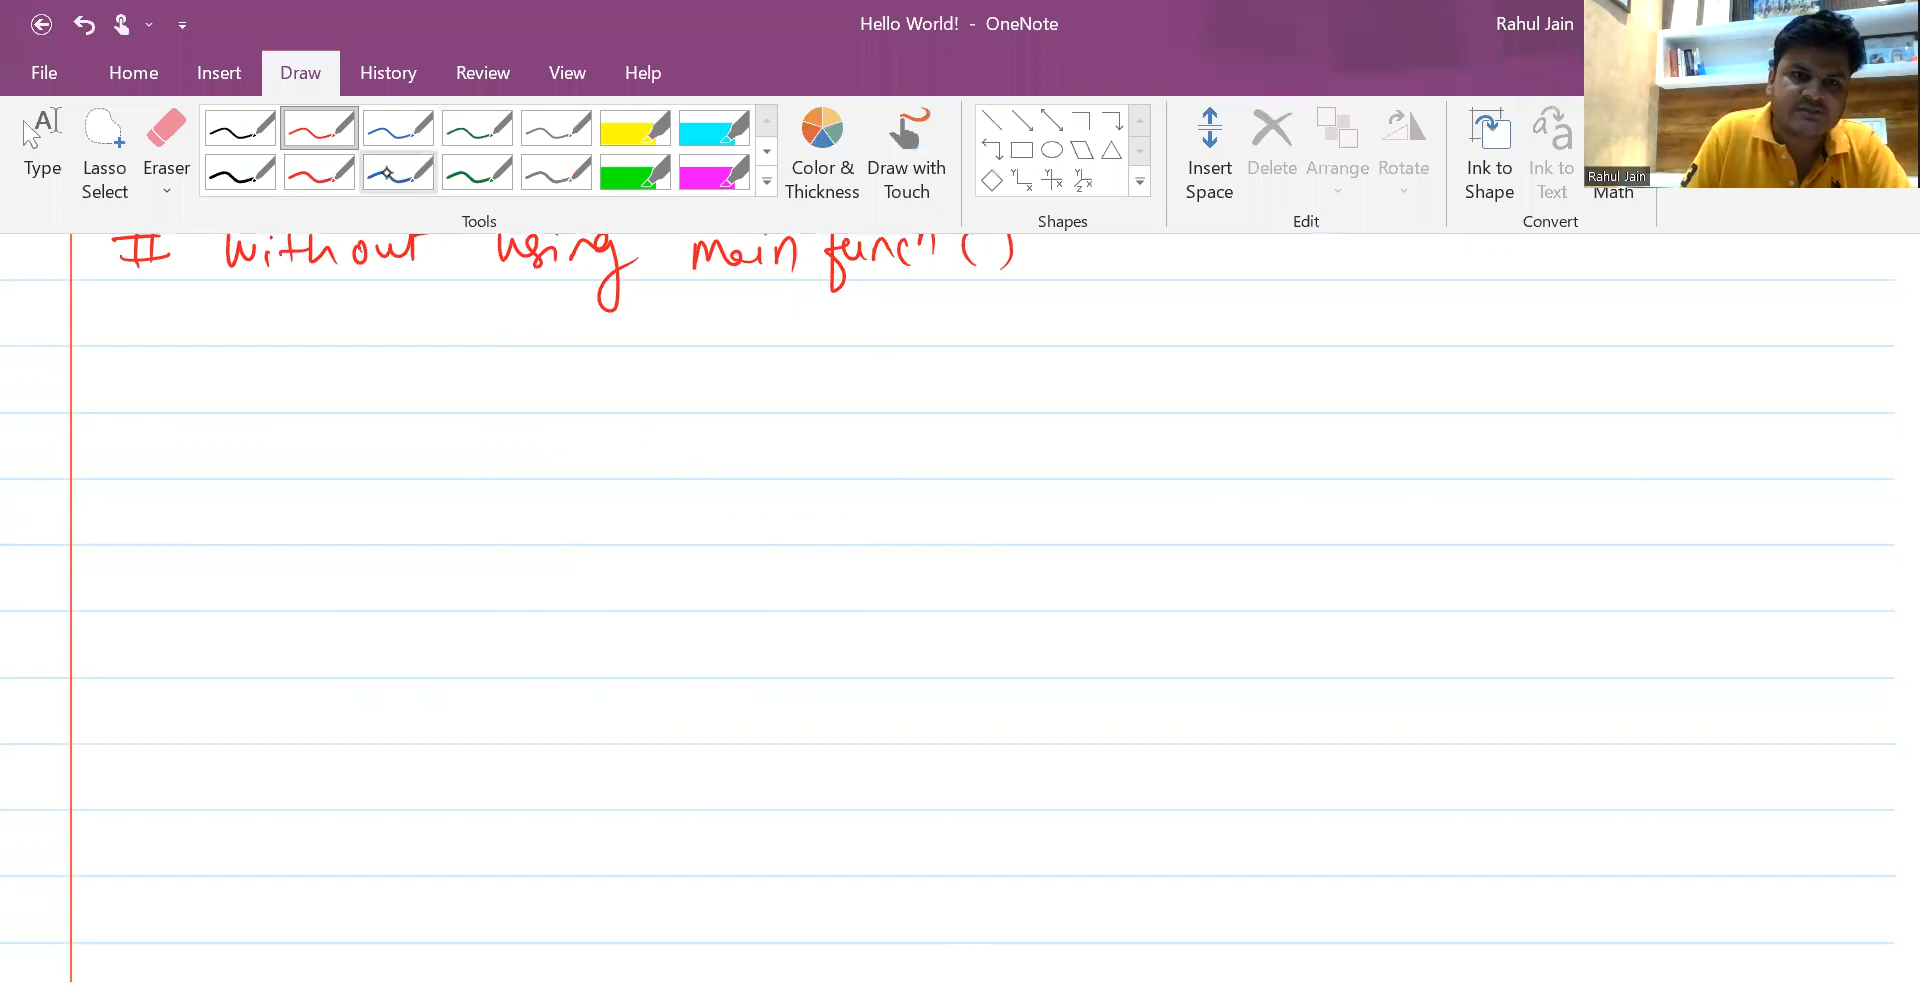 Hello World! - OneNote
Rahul Jain
File Home Insert Draw History Review View Help
Type
Lasso Select
Eraser
Color & Thickness
Draw with Touch
Insert Space
Delete
Arrange
Rotate
Ink to Shape
Ink to Text
Math
Rahul Jain
Tools
Shapes
Edit
Convert
II without using main funcn ()